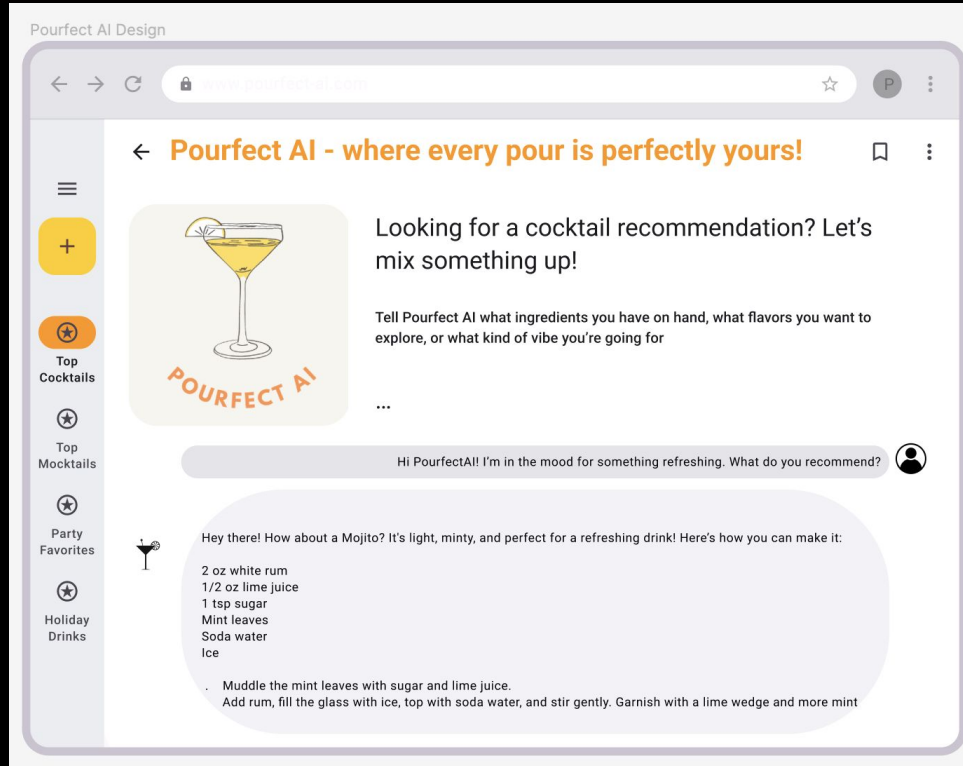 Pourfect AI Design
P
Pourfect AI - where every pour is perfectly yours!
Looking for a cocktail recommendation? Let's
mix something up!
Tell Pourfect AI what ingredients you have on hand, what flavors you want to
explore, or what kind of vibe you're going for
...
POURFECT AI
Top
Cocktails
Top
Mocktails
Party
Favorites
Holiday
Drinks
Hi PourfectAI! I'm in the mood for something refreshing. What do you recommend?
Hey there! How about a Mojito? It's light, minty, and perfect for a refreshing drink! Here's how you can make it:
2 oz white rum
1/2 oz lime juice
1 tsp sugar
Mint leaves
Soda water
Ice
. Muddle the mint leaves with sugar and lime juice.
Add rum, fill the glass with ice, top with soda water, and stir gently. Garnish with a lime wedge and more mint